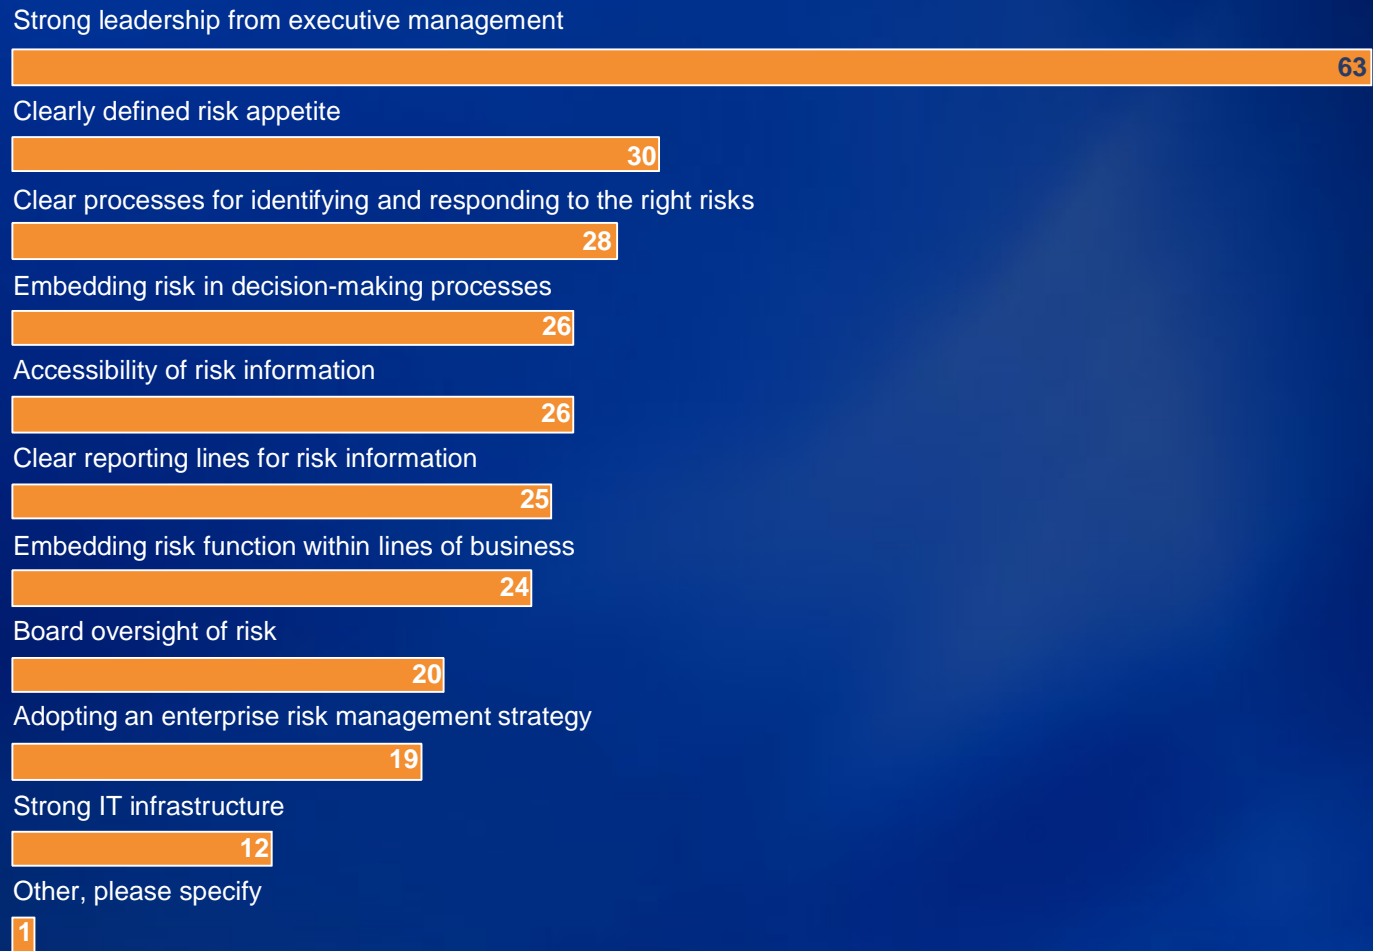 Strong leadership from executive management
63
Clearly defined risk appetite
30
Clear processes for identifying and responding to the right risks
28
Embedding risk in decision-making processes
26
Accessibility of risk information
26
Clear reporting lines for risk information
25
Embedding risk function within lines of business
24
Board oversight of risk
20
Adopting an enterprise risk management strategy
19
Strong IT infrastructure
12
Other, please specify
1